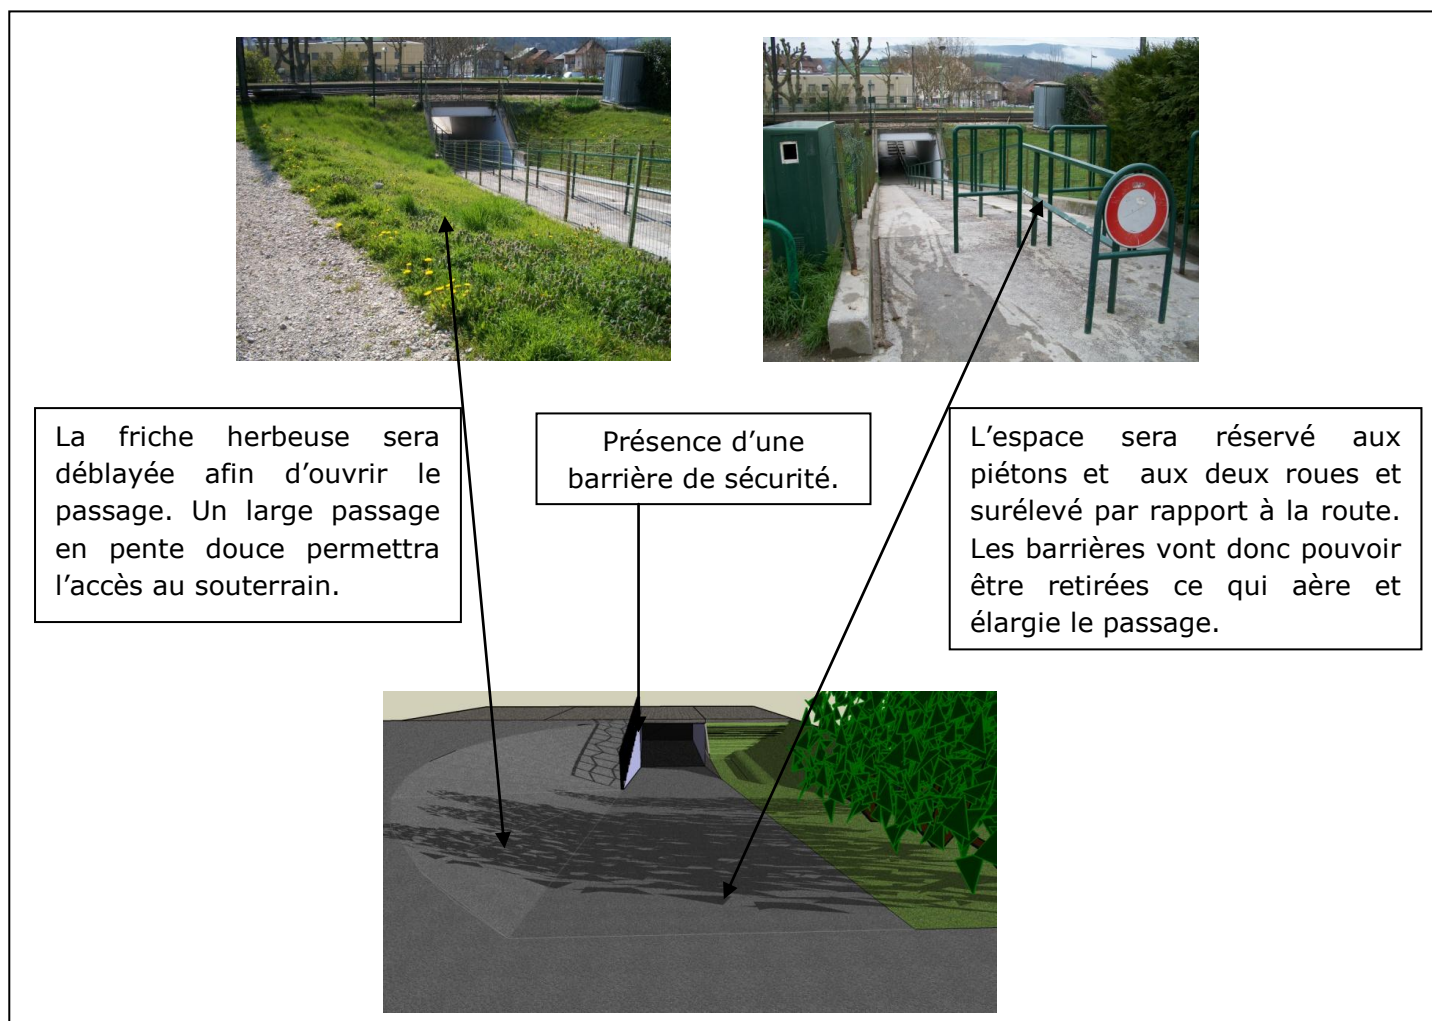 La friche herbeuse sera
déblayée afin d’ouvrir le
passage. Un large passage
en pente douce permettra
l’accès au souterrain.
Présence d’une
barrière de sécurité.
L’espace sera réservé aux
piétons et aux deux roues et
surélevé par rapport à la route.
Les barrières vont donc pouvoir
être retirées ce qui aère et
élargie le passage.